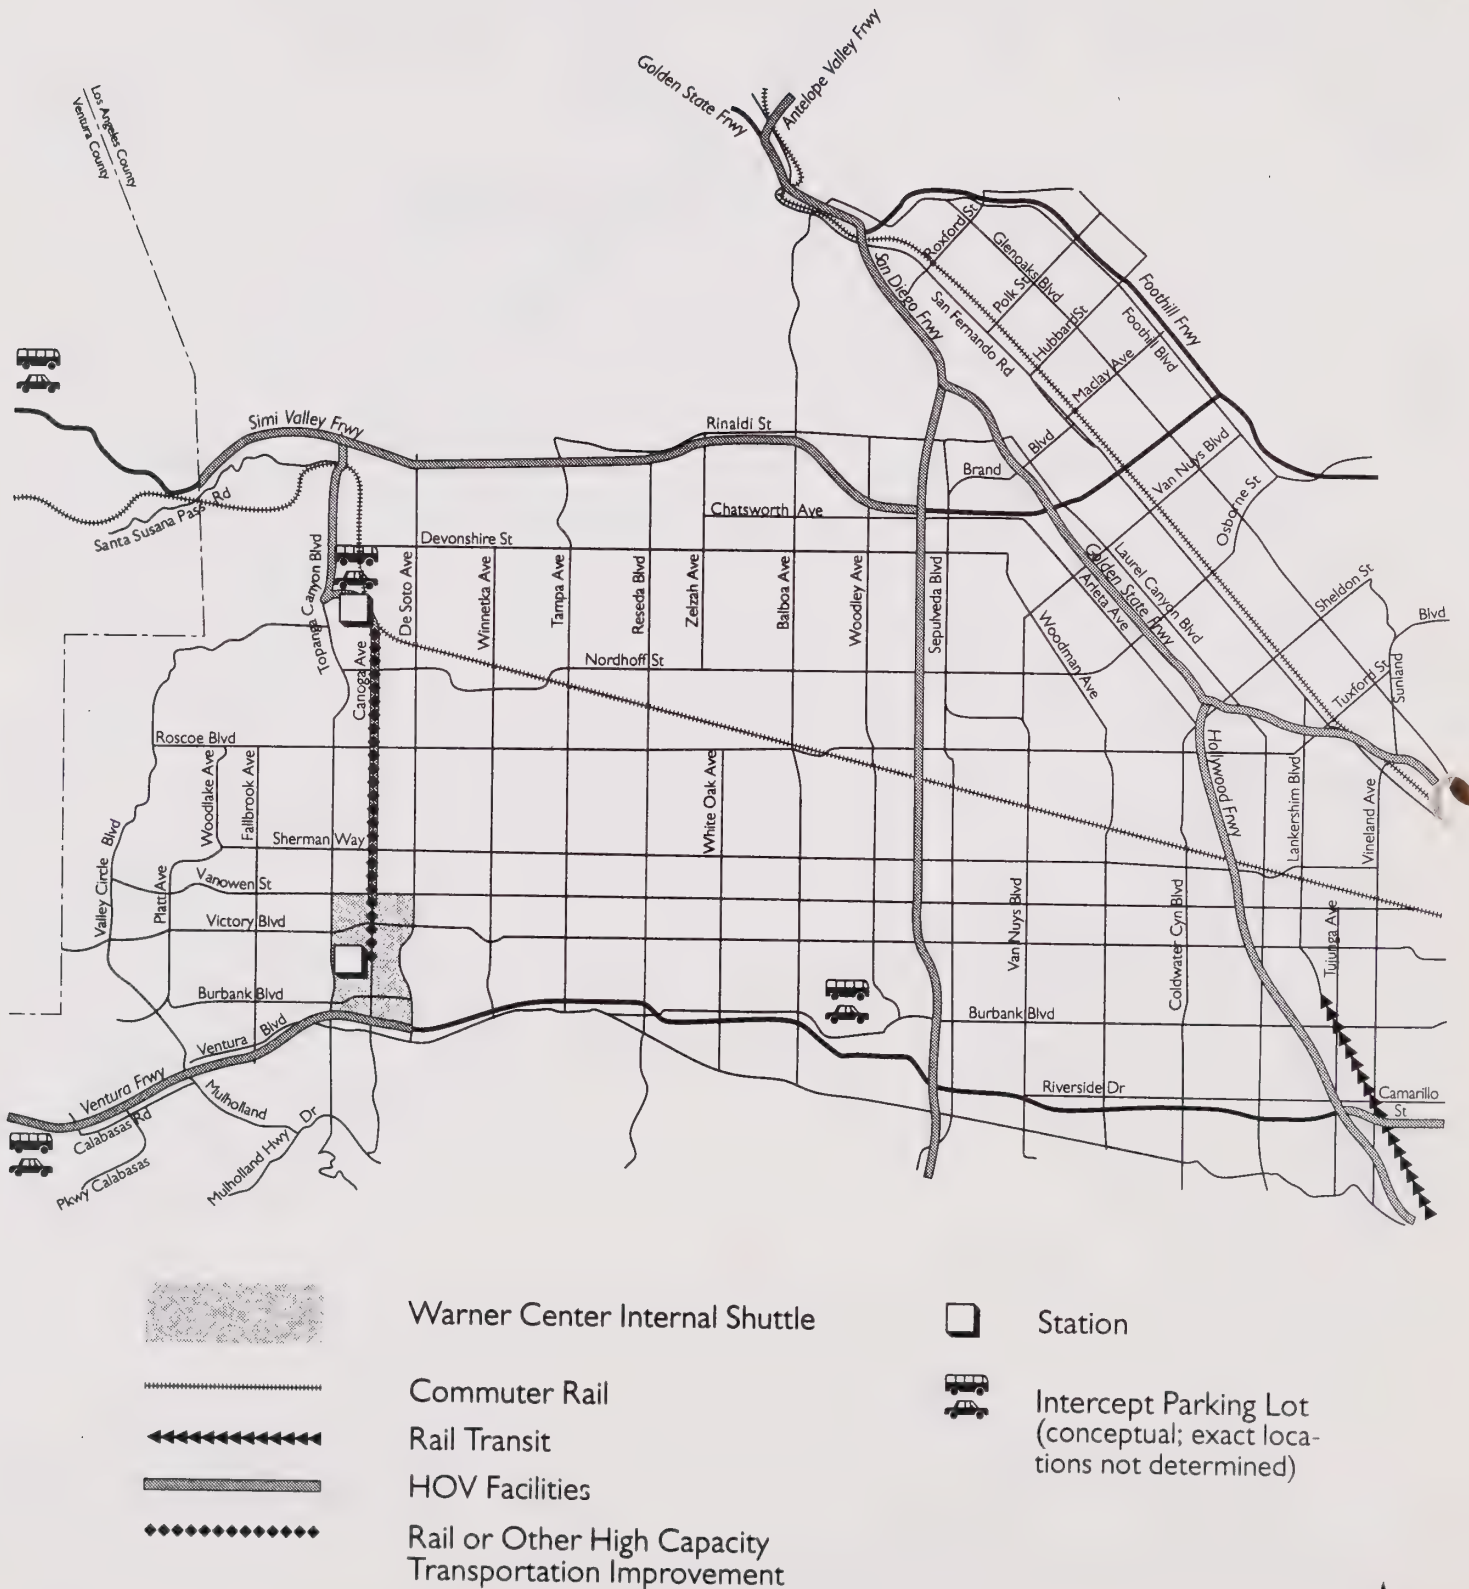 Golden State Frwy
Antelope Valley Frwy
Los Angeles County
Ventura County
Roxford St
Glenoaks Blvd
San Diego Frwy
Polk St
Foothill Frwy
San Fernando Rd
Hubbard St
Foothill Blvd
Maclay Ave
Simi Valley Frwy
Rinaldi St
Blvd
Brand
Van Nuys Blvd
Osborne St
Santa Susana Pass Rd
Chatsworth Ave
Devonshire St
Topanga Canyon Blvd
De Soto Ave
Winnetka Ave
Tampa Ave
Reseda Blvd
Zelzah Ave
Balboa Ave
Woodley Ave
Sepulveda Blvd
Golden State Frwy
Laurel Canyon Blvd
Arleta Ave
Woodman Ave
Sheldon St
Blvd
Sunland
Tuxford St
Canoga Ave
Nordhoff St
Roscoe Blvd
Woodlake Ave
Fallbrook Ave
White Oak Ave
Hollywood Frwy
Lankershim Blvd
Vineland Ave
Sherman Way
Valley Circle Blvd
Platt Ave
Vanowen St
Victory Blvd
Van Nuys Blvd
Coldwater Cyn Blvd
Tujunga Ave
Burbank Blvd
Burbank Blvd
Ventura Blvd
Ventura Frwy
Mulholland Dr
Riverside Dr
Camarillo
St
Calabasas Rd
Mulholland Hwy
Pkwy Calabasas
Warner Center Internal Shuttle
Station
Commuter Rail
Intercept Parking Lot
(conceptual; exact loca-
tions not determined)
Rail Transit
HOV Facilities
Rail or Other High Capacity
Transportation Improvement